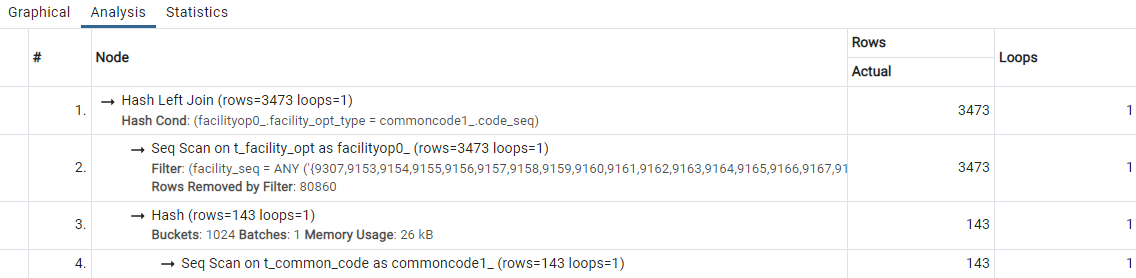 Graphical Analysis Statistics
# Node Rows Loops
Actual
1. → Hash Left Join (rows=3473 loops=1) 3473 1
Hash Cond: (facilityop0_.facility_opt_type = commoncode1_.code_seq)
2. → Seq Scan on t_facility_opt as facilityop0_ (rows=3473 loops=1) 3473 1
Filter: (facility_seq = ANY ('{9307,9153,9154,9155,9156,9157,9158,9159,9160,9161,9162,9163,9164,9165,9166,9167,91
Rows Removed by Filter: 80860
3. → Hash (rows=143 loops=1) 143 1
Buckets: 1024 Batches: 1 Memory Usage: 26 kB
4. → Seq Scan on t_common_code as commoncode1_ (rows=143 loops=1) 143 1